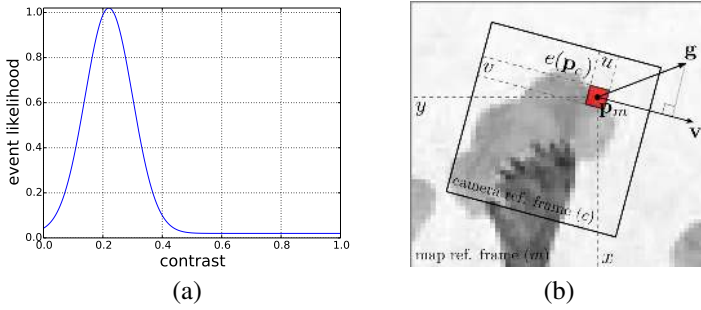 1.0
0.8
0.6
0.4
0.2
0.0
event likelihood
0.0 0.2 0.4 0.6 0.8 1.0
contrast
(a)
e(p_c) u
v
g
y
p_m
v
camera ref. frame (c)
map ref. frame (m)
x
(b)